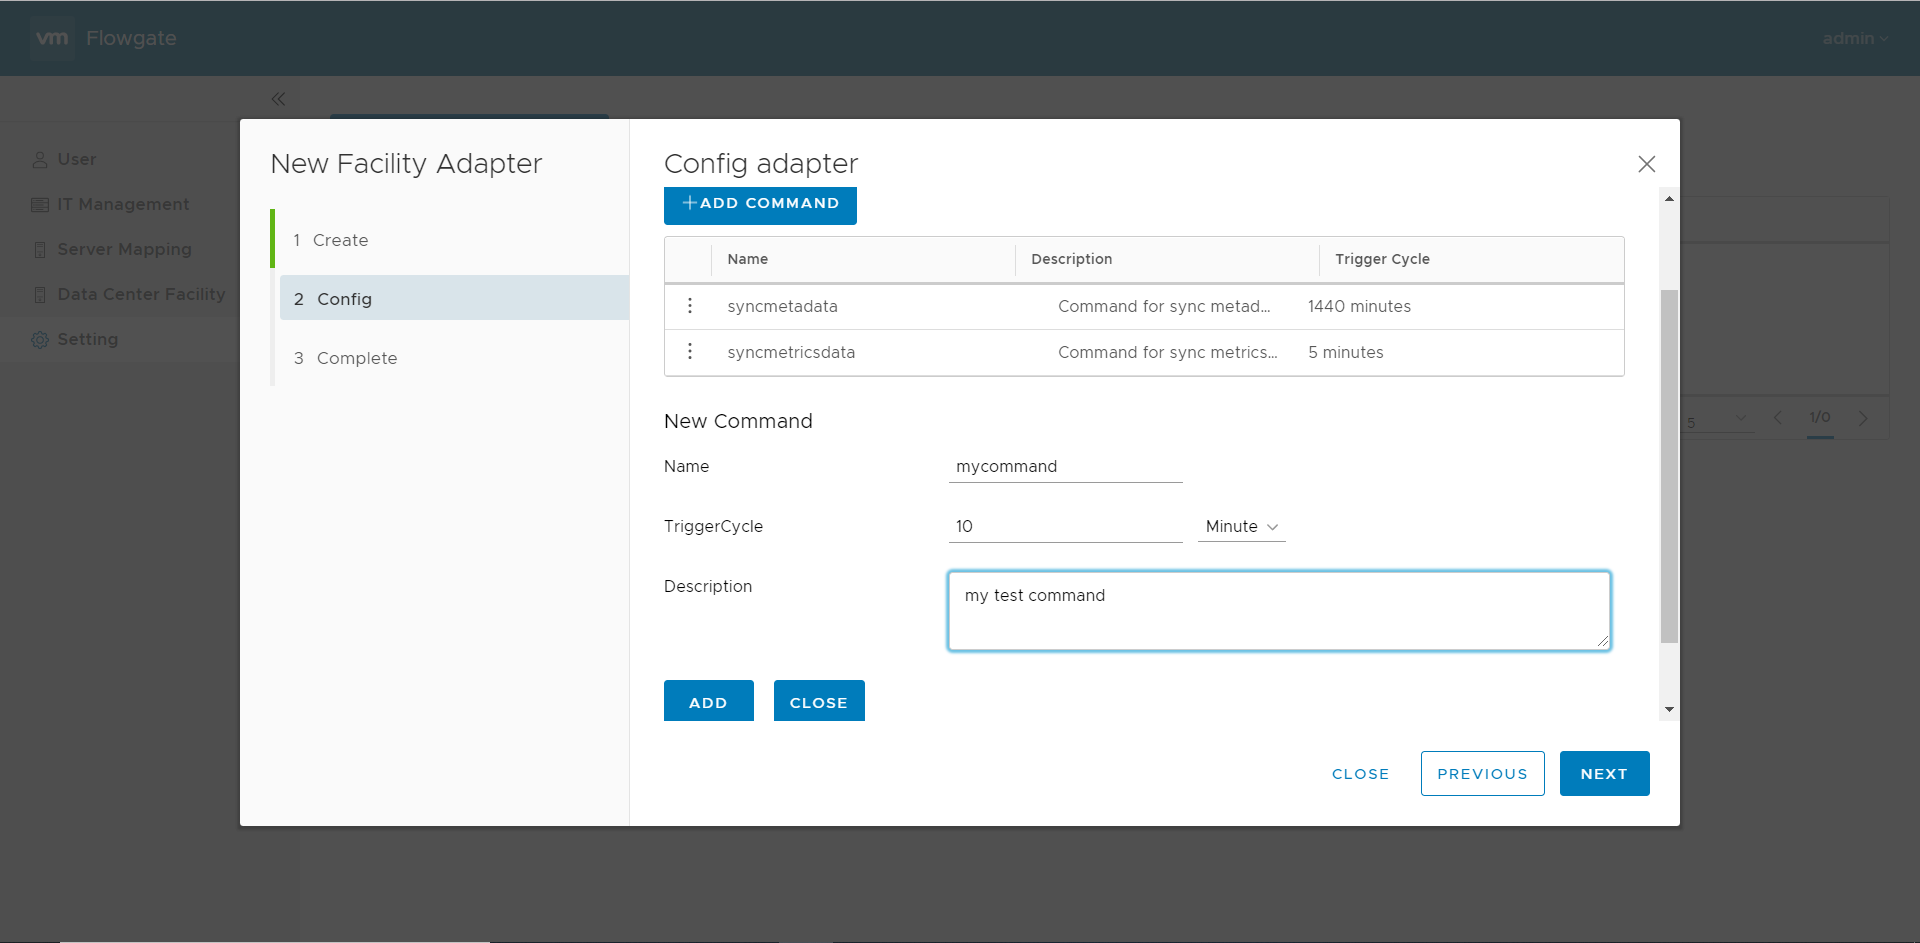 vm Flowgate
admin
User
IT Management
Server Mapping
Data Center Facility
Setting
New Facility Adapter
1 Create
2 Config
3 Complete
Config adapter
ADD COMMAND
Name Description Trigger Cycle
syncmetadata Command for sync metad... 1440 minutes
syncmetricsdata Command for sync metrics... 5 minutes
New Command
Name mycommand
TriggerCycle 10 Minute
Description my test command
ADD CLOSE
CLOSE PREVIOUS NEXT
5 1/0